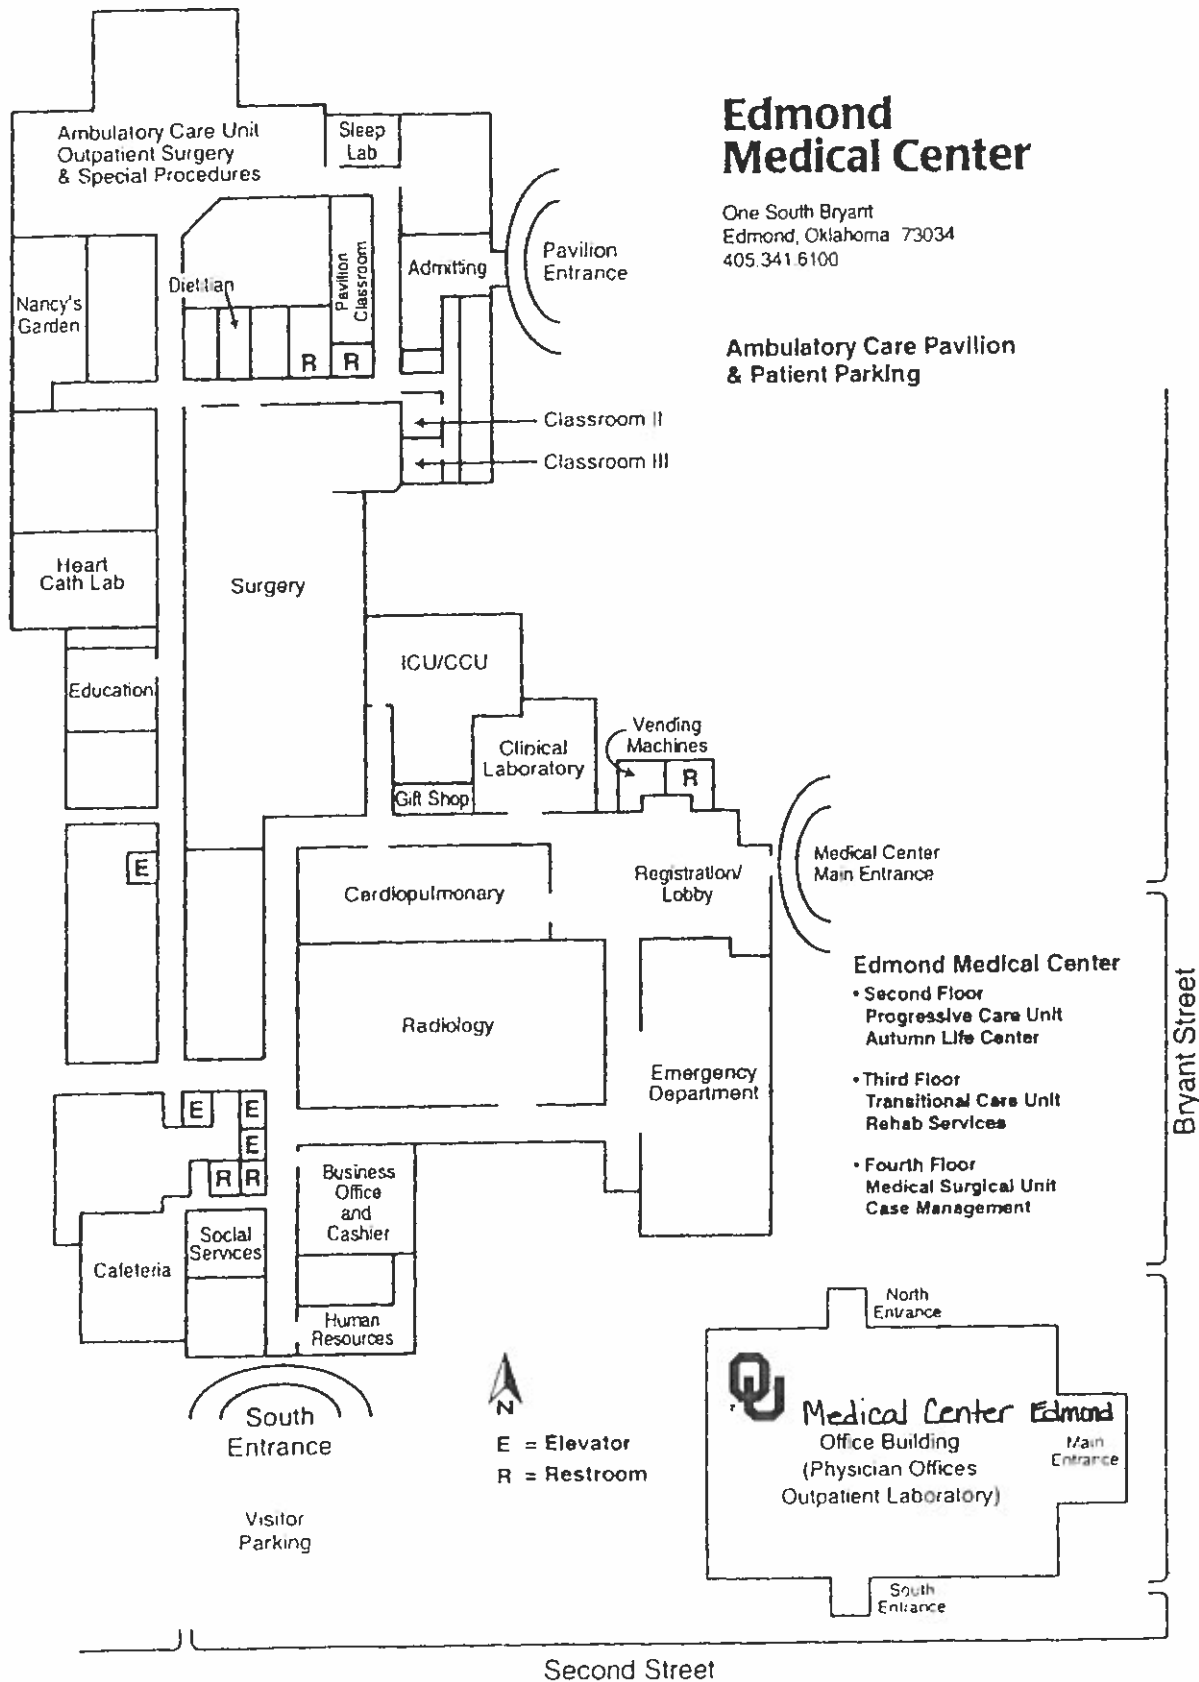 Edmond
Medical Center
One South Bryant
Edmond, Oklahoma 73034
405.341.6100
Ambulatory Care Pavilion
& Patient Parking
Ambulatory Care Unit
Outpatient Surgery
& Special Procedures
Sleep
Lab
Pavilion
Entrance
Admitting
Pavilion
Classroom
Dietitian
Nancy's
Garden
R
R
Classroom II
Classroom III
Heart
Cath Lab
Surgery
ICU/CCU
Education
Vending
Machines
R
Clinical
Laboratory
Gift Shop
E
Medical Center
Main Entrance
Registration/
Lobby
Cardiopulmonary
Radiology
Emergency
Department
Edmond Medical Center
• Second Floor
Progressive Care Unit
Autumn Life Center
• Third Floor
Transitional Care Unit
Rehab Services
• Fourth Floor
Medical Surgical Unit
Case Management
Bryant Street
E
E
E
R
R
Business
Office
and
Cashier
Social
Services
Cafeteria
Human
Resources
South
Entrance
N
E = Elevator
R = Restroom
Visitor
Parking
North
Entrance
OU
Medical Center Edmond
Office Building
(Physician Offices
Outpatient Laboratory)
Main
Entrance
South
Entrance
Second Street